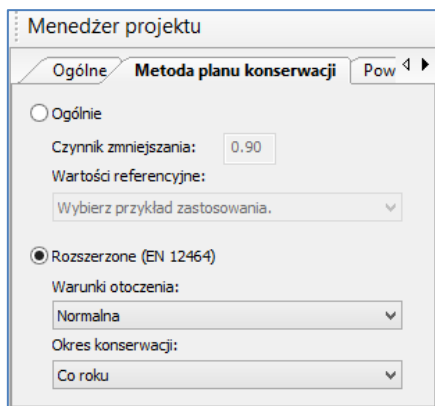 Menedżer projektu
Ogólne Metoda planu konserwacji Pow
Ogólnie
Czynnik zmniejszania: 0.90
Wartości referencyjne:
Wybierz przykład zastosowania.
Rozszerzone (EN 12464)
Warunki otoczenia:
Normalna
Okres konserwacji:
Co roku